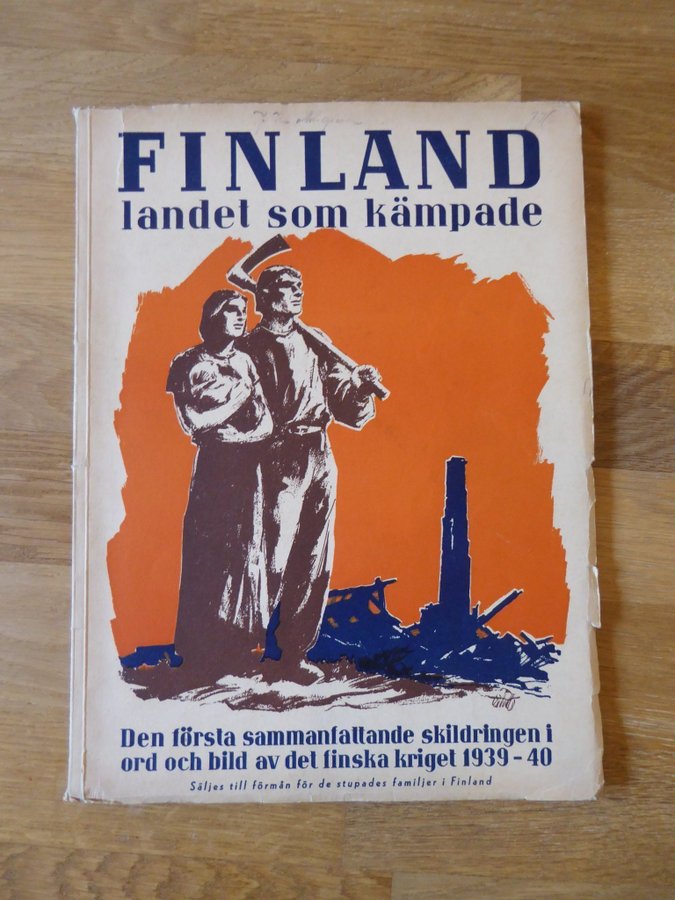 FINLAND
landet som kämpade
Den första sammanfattande skildringen i
ord och bild av det finska kriget 1939-40
Säljes till förmån för de stupades familjer i Finland